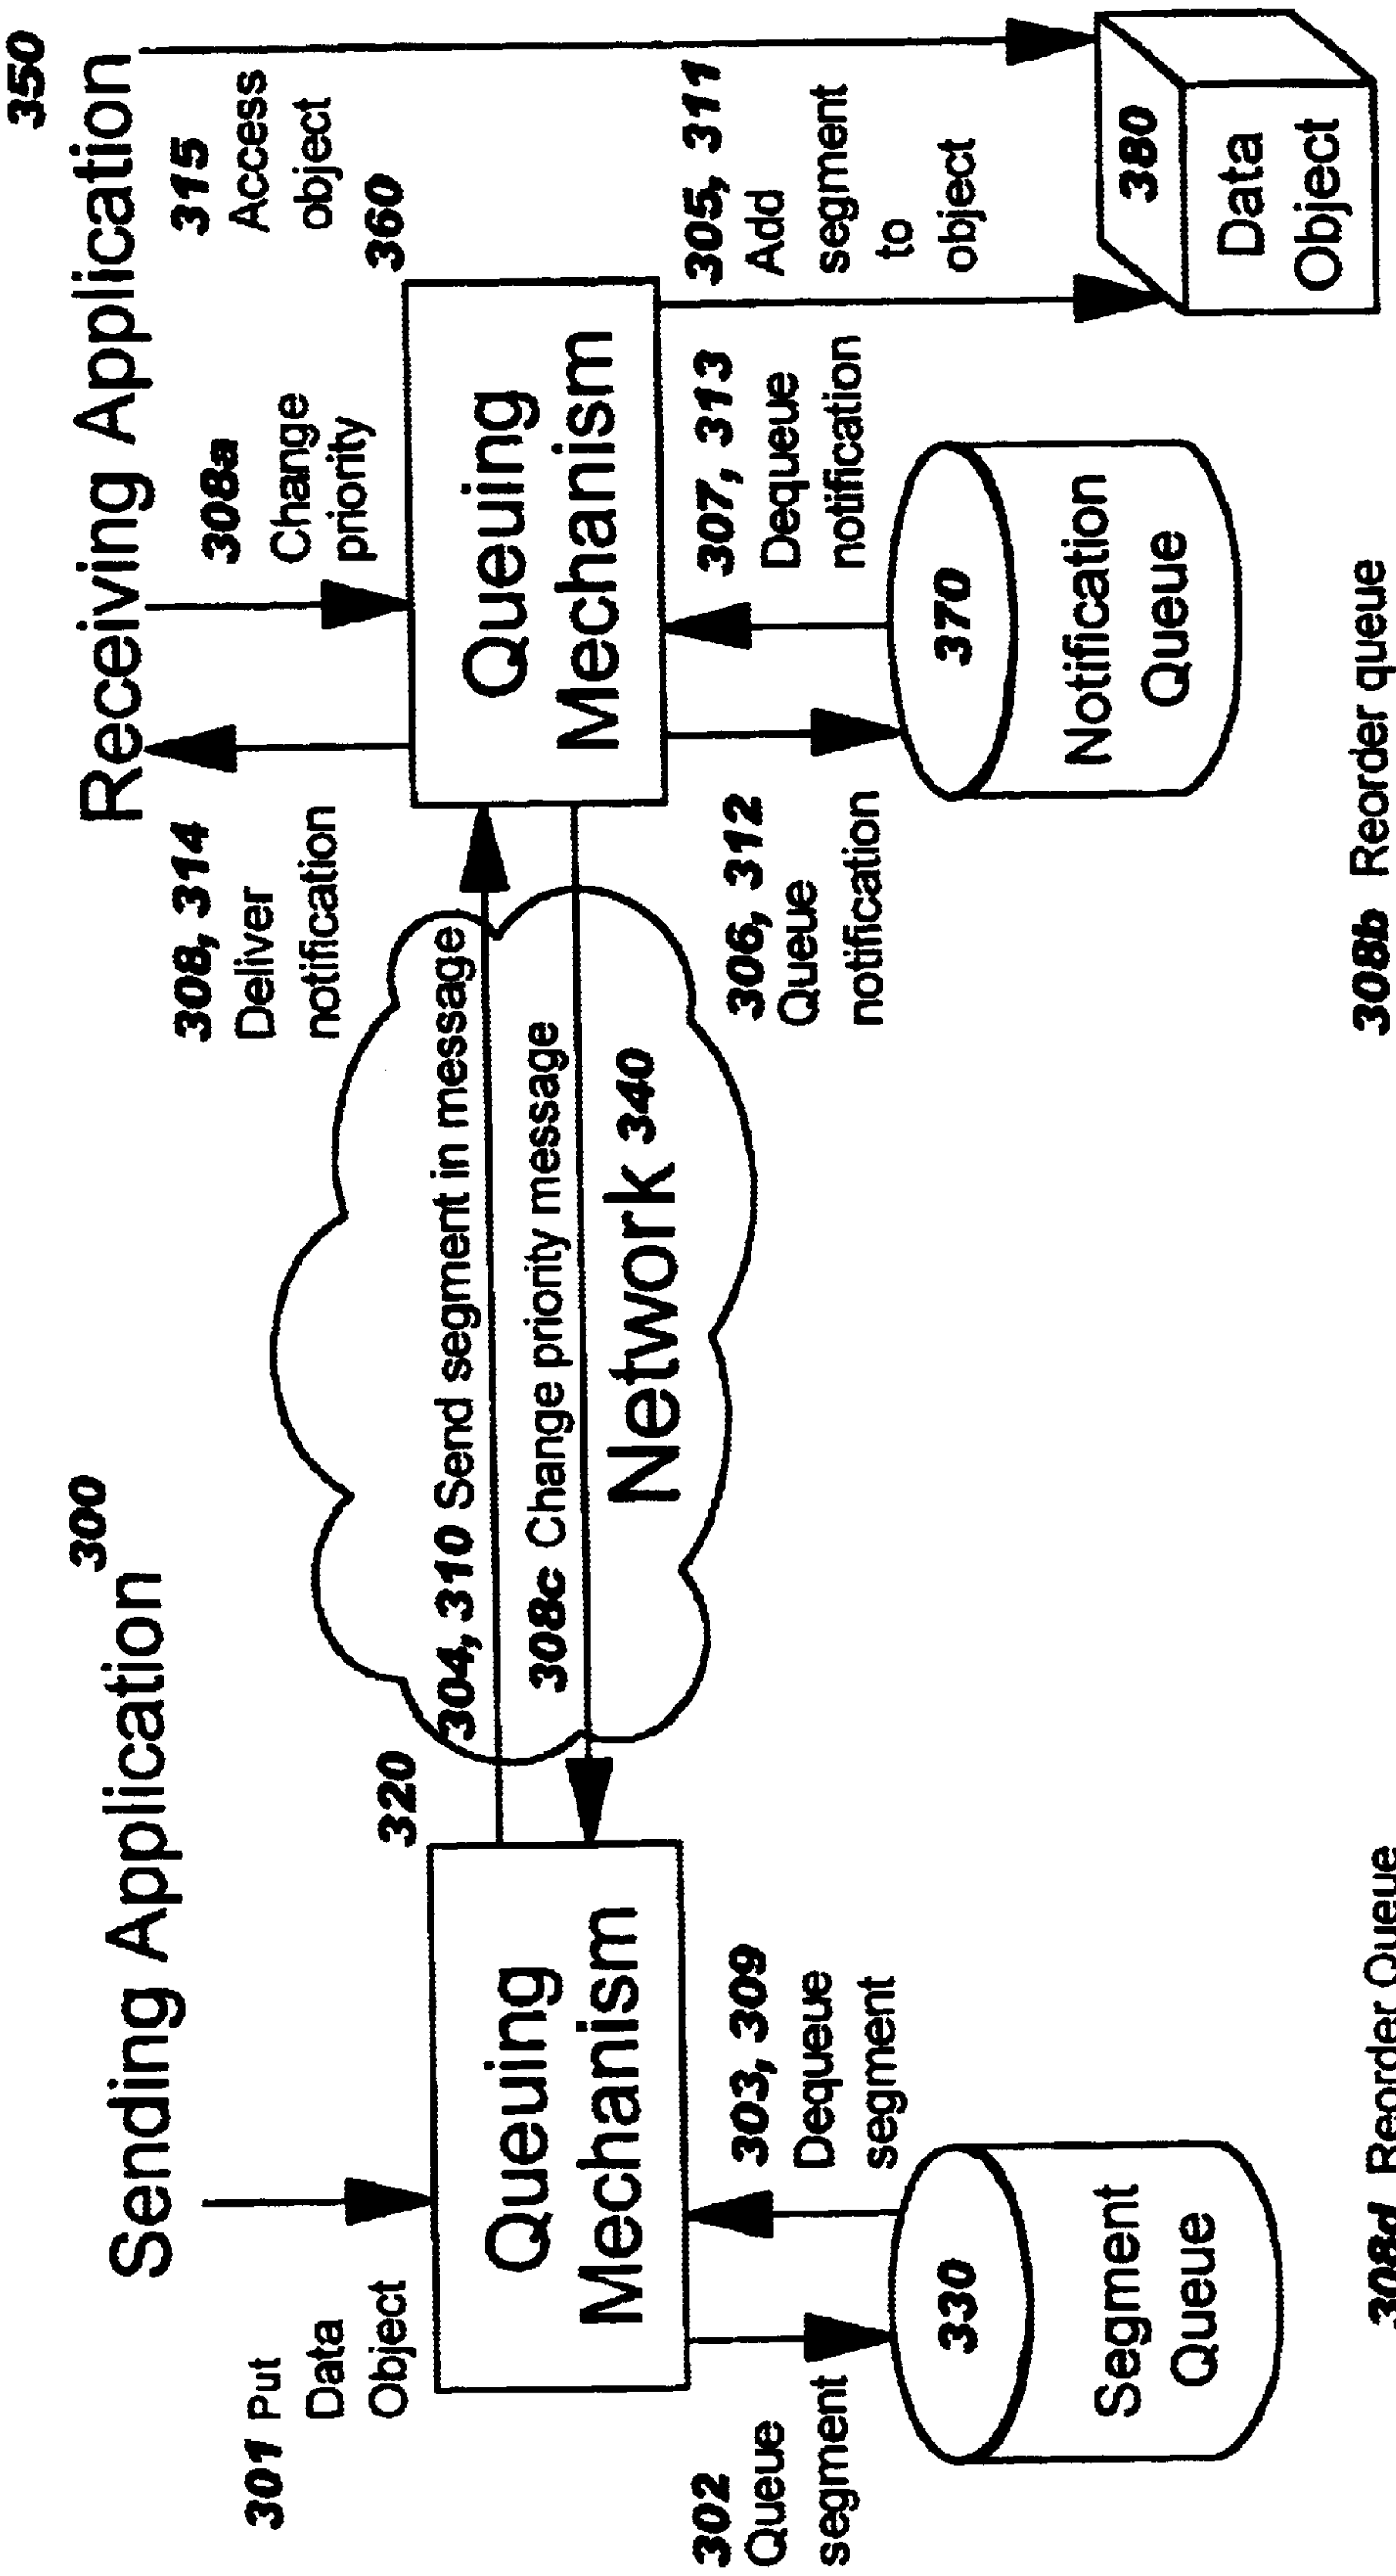 Sending Application 300
301 Put
Data
Object
320
Queuing
Mechanism
302
Queue
segment
303, 309
Dequeue
segment
330
Segment
Queue
308d Reorder Queue
304, 310 Send segment in message
308c Change priority message
Network 340
350
Receiving Application
308, 314
Deliver
notification
308a
Change
priority
315
Access
object
360
Queuing
Mechanism
306, 312
Queue
notification
307, 313
Dequeue
notification
305, 311
Add
segment
to
object
370
Notification
Queue
380
Data
Object
308b Reorder queue